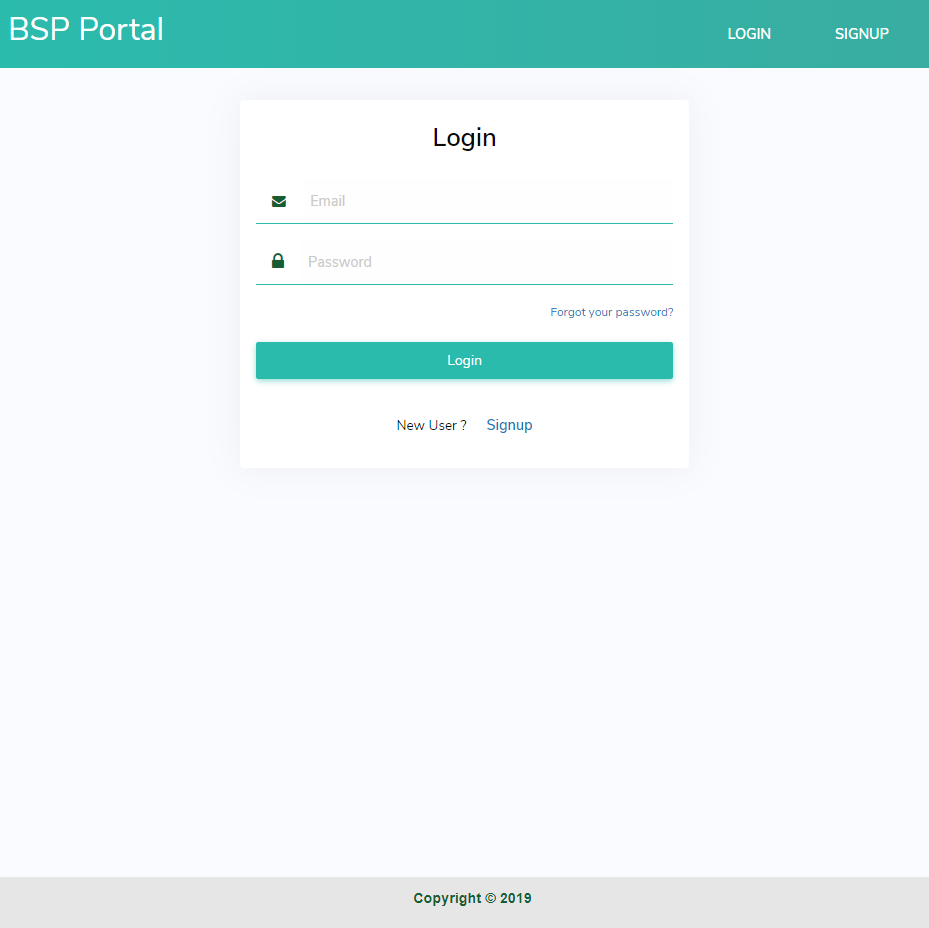 BSP Portal
LOGIN SIGNUP
Login
Email
Password
Forgot your password?
Login
New User ? Signup
Copyright © 2019